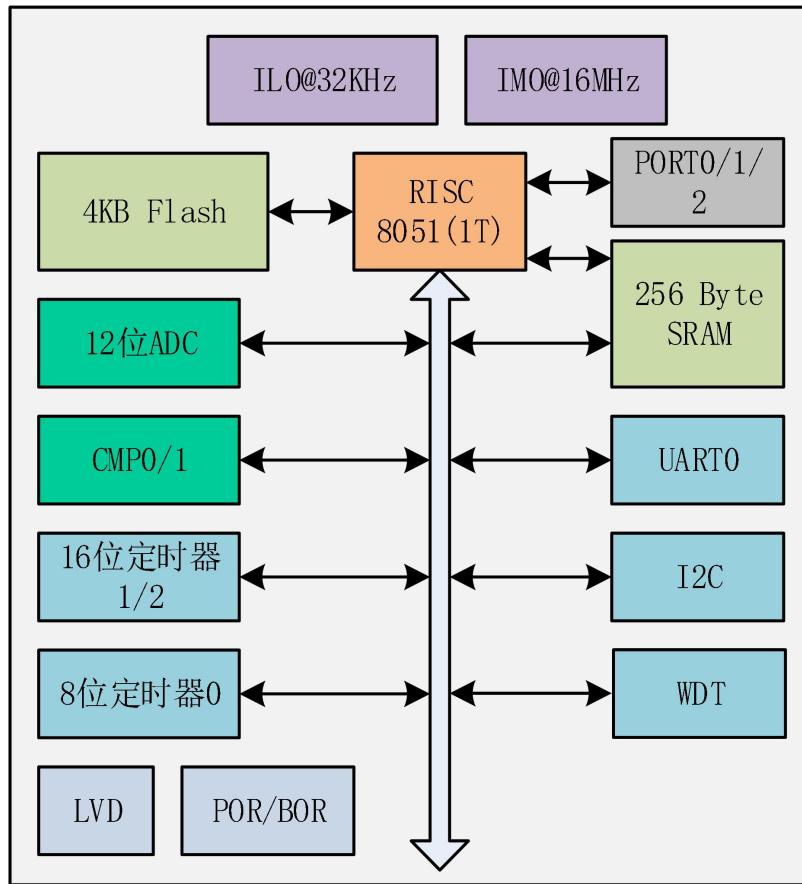 ILO@32KHz
IMO@16MHz
4KB Flash
RISC
8051(1T)
PORT0/1/
2
256 Byte
SRAM
12位ADC
CMP0/1
UART0
16位定时器
1/2
I2C
8位定时器0
WDT
LVD
POR/BOR